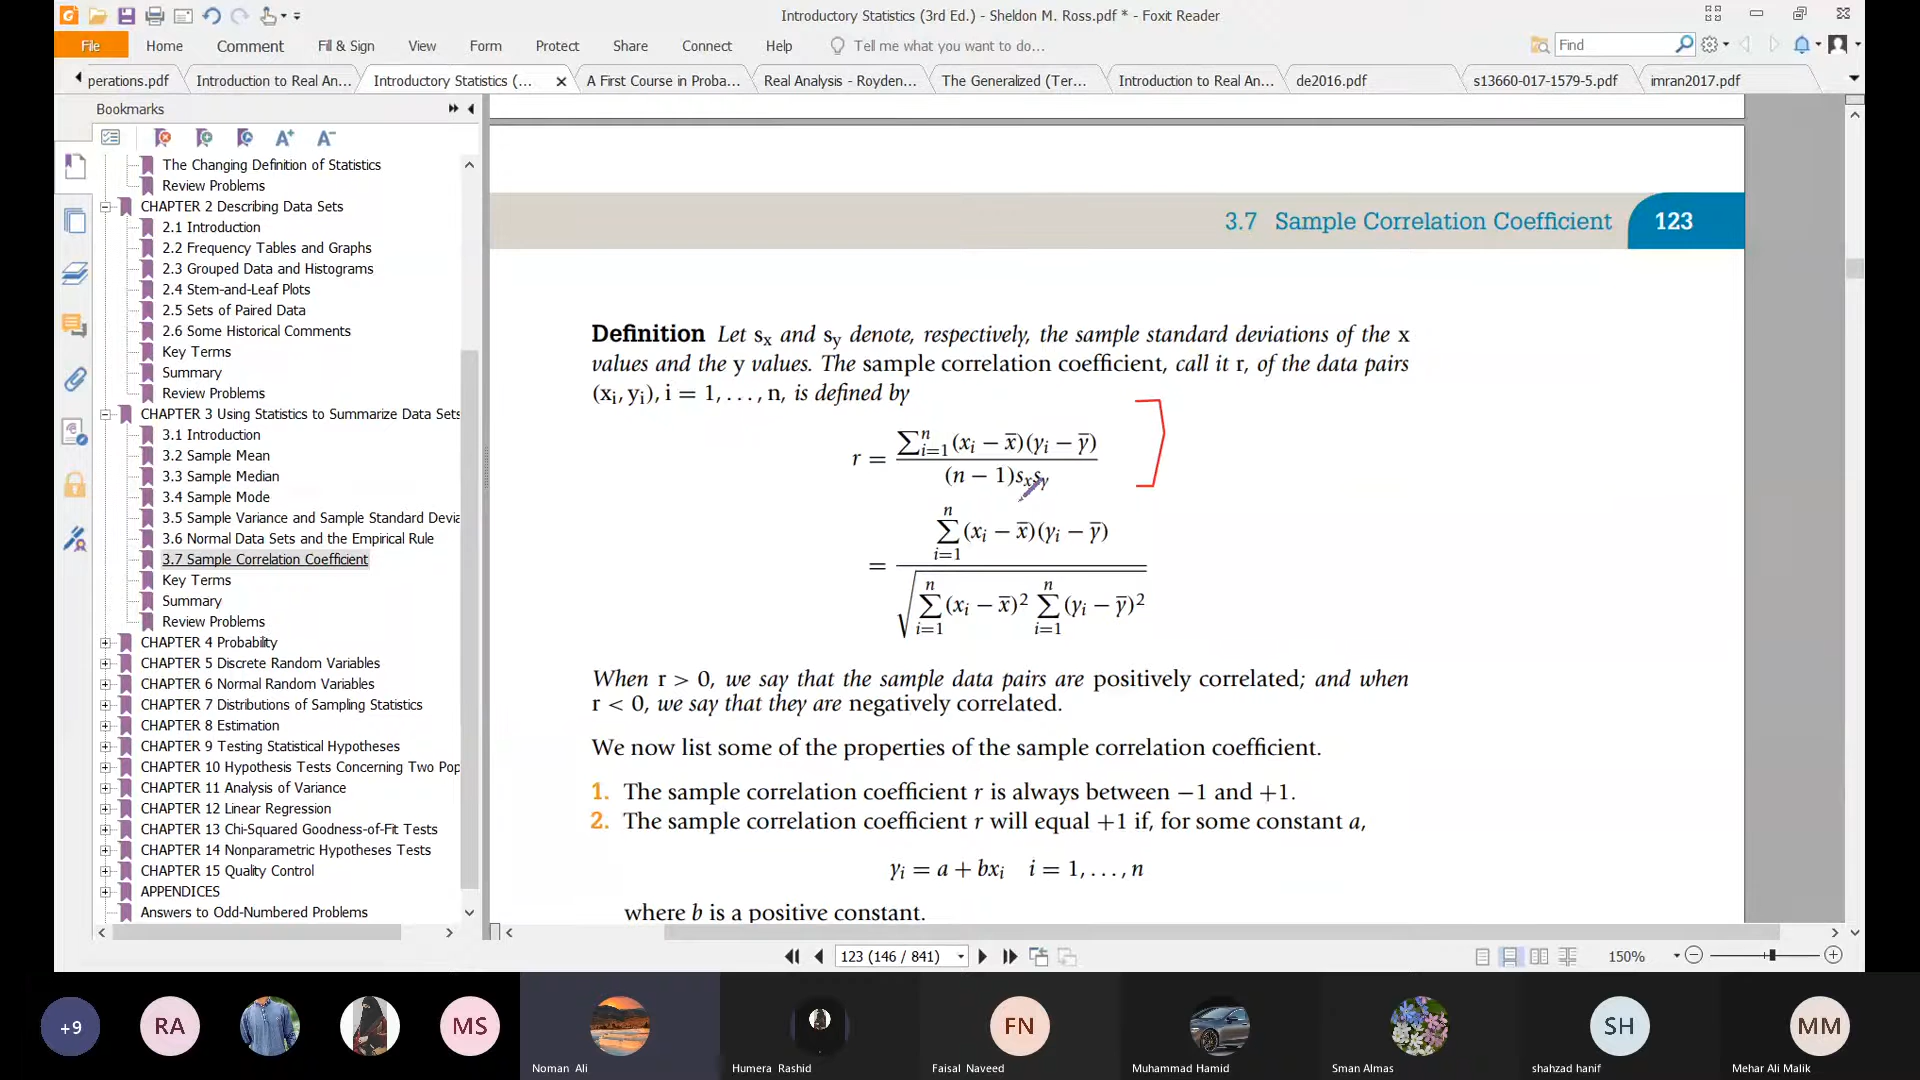 Introductory Statistics (3rd Ed.) - Sheldon M. Ross.pdf * - Foxit Reader
File Home Comment Fill & Sign View Form Protect Share Connect Help Tell me what you want to do... Find
perations.pdf Introduction to Real An... Introductory Statistics (... A First Course in Proba... Real Analysis - Royden... The Generalized (Ter... Introduction to Real An... de2016.pdf s13660-017-1579-5.pdf imran2017.pdf
Bookmarks
The Changing Definition of Statistics
Review Problems
CHAPTER 2 Describing Data Sets
2.1 Introduction
2.2 Frequency Tables and Graphs
2.3 Grouped Data and Histograms
2.4 Stem-and-Leaf Plots
2.5 Sets of Paired Data
2.6 Some Historical Comments
Key Terms
Summary
Review Problems
CHAPTER 3 Using Statistics to Summarize Data Sets
3.1 Introduction
3.2 Sample Mean
3.3 Sample Median
3.4 Sample Mode
3.5 Sample Variance and Sample Standard Devia
3.6 Normal Data Sets and the Empirical Rule
3.7 Sample Correlation Coefficient
Key Terms
Summary
Review Problems
CHAPTER 4 Probability
CHAPTER 5 Discrete Random Variables
CHAPTER 6 Normal Random Variables
CHAPTER 7 Distributions of Sampling Statistics
CHAPTER 8 Estimation
CHAPTER 9 Testing Statistical Hypotheses
CHAPTER 10 Hypothesis Tests Concerning Two Pop
CHAPTER 11 Analysis of Variance
CHAPTER 12 Linear Regression
CHAPTER 13 Chi-Squared Goodness-of-Fit Tests
CHAPTER 14 Nonparametric Hypotheses Tests
CHAPTER 15 Quality Control
APPENDICES
Answers to Odd-Numbered Problems
3.7 Sample Correlation Coefficient 123
Definition Let sx and sy denote, respectively, the sample standard deviations of the x
values and the y values. The sample correlation coefficient, call it r, of the data pairs
(xi, yi), i = 1, . . . , n, is defined by
r = ∑ⁿᵢ₌₁(xi − x̄)(yi − ȳ) / (n − 1)sxsy
= ∑ⁿᵢ₌₁(xi − x̄)(yi − ȳ) / √(∑ⁿᵢ₌₁(xi − x̄)² ∑ⁿᵢ₌₁(yi − ȳ)²)
When r > 0, we say that the sample data pairs are positively correlated; and when
r < 0, we say that they are negatively correlated.
We now list some of the properties of the sample correlation coefficient.
1. The sample correlation coefficient r is always between −1 and +1.
2. The sample correlation coefficient r will equal +1 if, for some constant a,
yi = a + bxi i = 1, . . . , n
where b is a positive constant.
123 (146 / 841) 150%
+9 RA MS FN SH MM
Noman Ali Humera Rashid Faisal Naveed Muhammad Hamid Sman Almas shahzad hanif Mehar Ali Malik